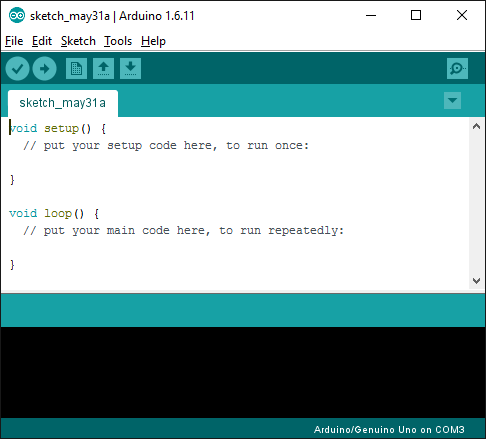 sketch_may31a | Arduino 1.6.11
File Edit Sketch Tools Help
sketch_may31a
void setup() {
  // put your setup code here, to run once:
}
void loop() {
  // put your main code here, to run repeatedly:
}
Arduino/Genuino Uno on COM3